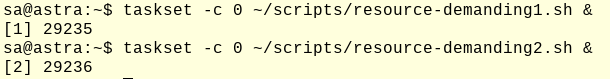 sa@astra:~$ taskset -c 0 ~/scripts/resource-demanding1.sh &
[1] 29235
sa@astra:~$ taskset -c 0 ~/scripts/resource-demanding2.sh &
[2] 29236